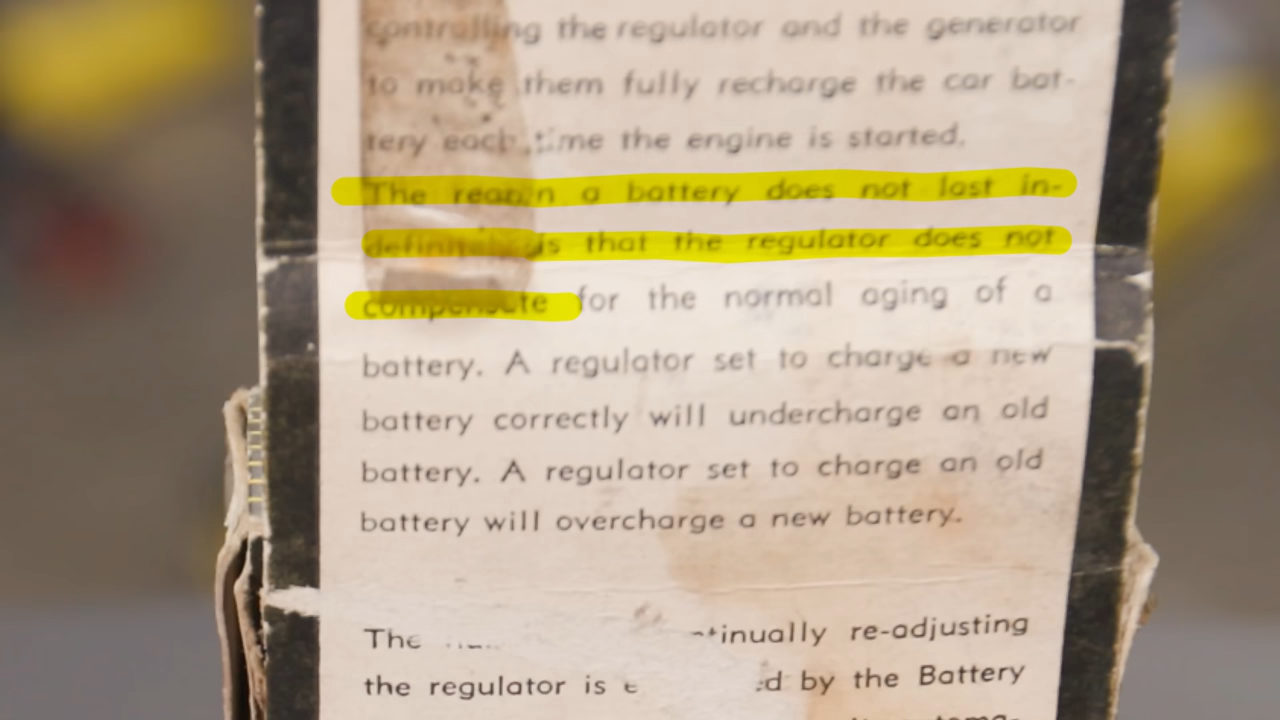 controlling the regulator and the generator
to make them fully recharge the car bat-
tery each time the engine is started.
The reason a battery does not last in-
definitely is that the regulator does not
compensate for the normal aging of a
battery. A regulator set to charge a new
battery correctly will undercharge an old
battery. A regulator set to charge an old
battery will overcharge a new battery.
The tinually re-adjusting
the regulator is d by the Battery